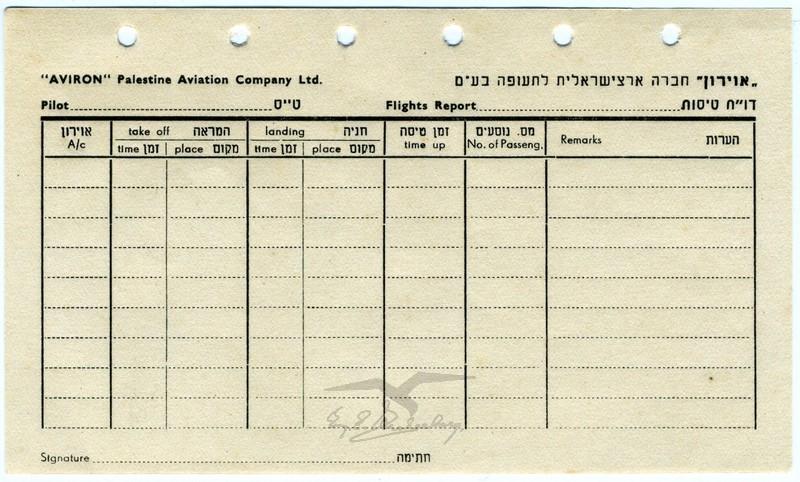 "AVIRON" Palestine Aviation Company Ltd. „אוירון" חברה ארצישראלית לתעופה בע"מ
Pilot טייס Flights Report דו"ח טיסות
אוירון take off המראה landing חניה זמן טיסה מס. נוסעים Remarks הערות
A/c time זמן place מקום time זמן place מקום time up No. of Passeng.
Signature חתימה